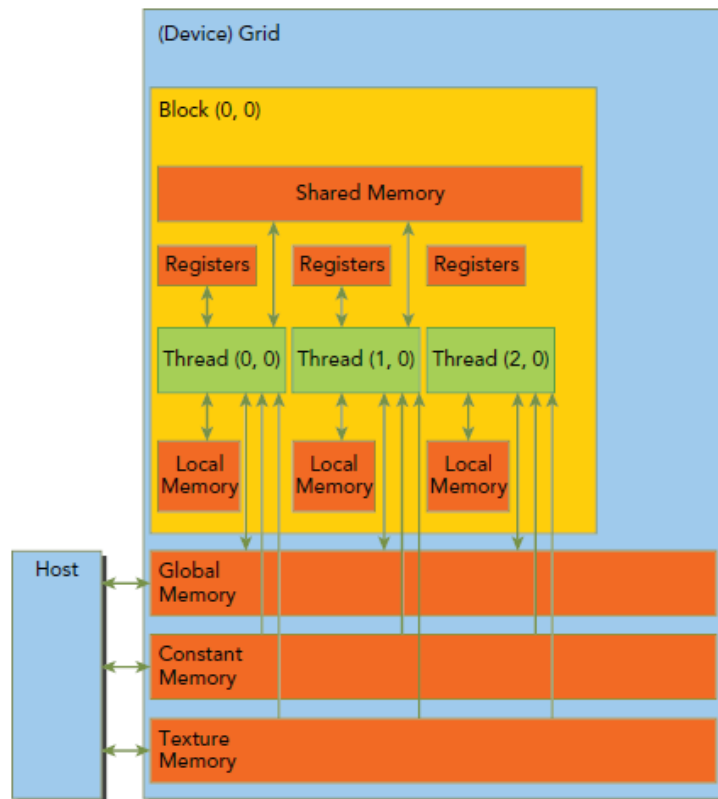 (Device) Grid
Block (0, 0)
Shared Memory
Registers
Registers
Registers
Thread (0, 0)
Thread (1, 0)
Thread (2, 0)
Local
Memory
Local
Memory
Local
Memory
Host
Global
Memory
Constant
Memory
Texture
Memory